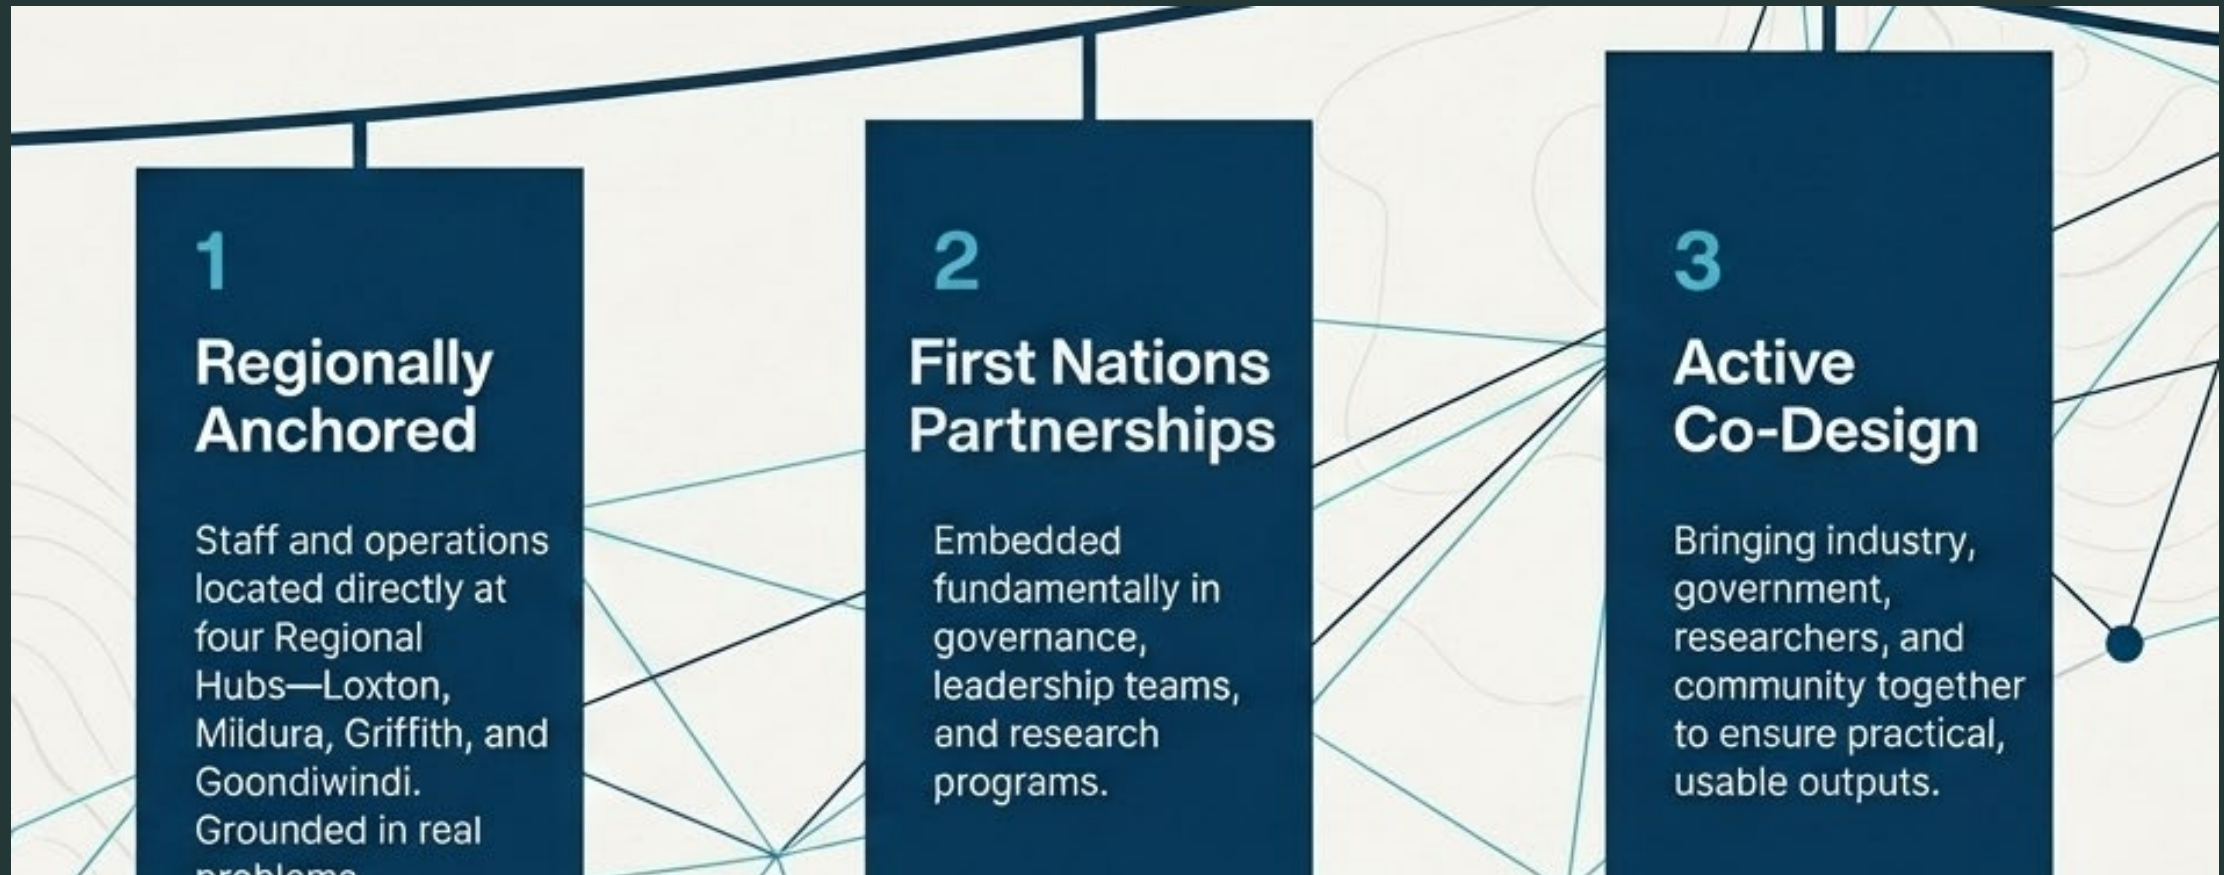 1
Regionally
Anchored
Staff and operations
located directly at
four Regional
Hubs—Loxton,
Mildura, Griffith, and
Goondiwindi.
Grounded in real
problems
2
First Nations
Partnerships
Embedded
fundamentally in
governance,
leadership teams,
and research
programs.
3
Active
Co-Design
Bringing industry,
government,
researchers, and
community together
to ensure practical,
usable outputs.